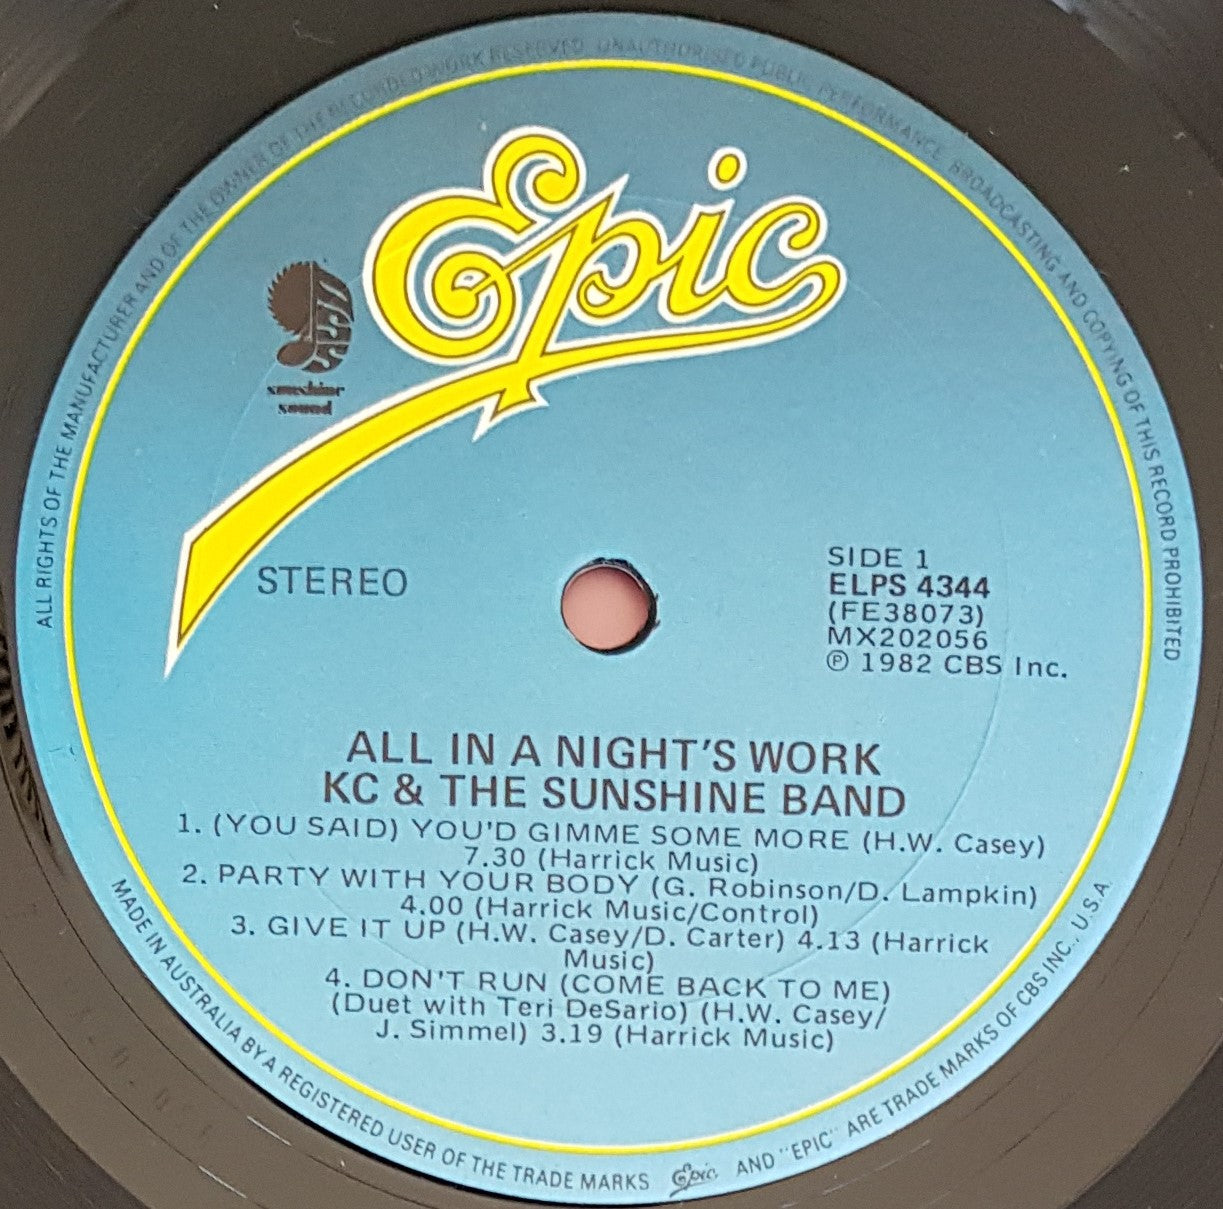 ALL RIGHTS OF THE MANUFACTURER AND OF THE OWNER OF THE RECORDED WORK RESERVED UNAUTHORISED PUBLIC PERFORMANCE BROADCASTING AND COPYING OF THIS RECORD PROHIBITED
Epic
sunshine
sound
STEREO
SIDE 1
ELPS 4344
(FE38073)
MX202056
℗ 1982 CBS Inc.
ALL IN A NIGHT'S WORK
KC & THE SUNSHINE BAND
1. (YOU SAID) YOU'D GIMME SOME MORE (H.W. Casey)
7.30 (Harrick Music)
2. PARTY WITH YOUR BODY (G. Robinson/D. Lampkin)
4.00 (Harrick Music/Control)
3. GIVE IT UP (H.W. Casey/D. Carter) 4.13 (Harrick
Music)
4. DON'T RUN (COME BACK TO ME)
(Duet with Teri DeSario) (H.W. Casey/
J. Simmel) 3.19 (Harrick Music)
MADE IN AUSTRALIA BY A REGISTERED USER OF THE TRADE MARKS Epic AND "EPIC" ARE TRADE MARKS OF CBS INC., U.S.A.